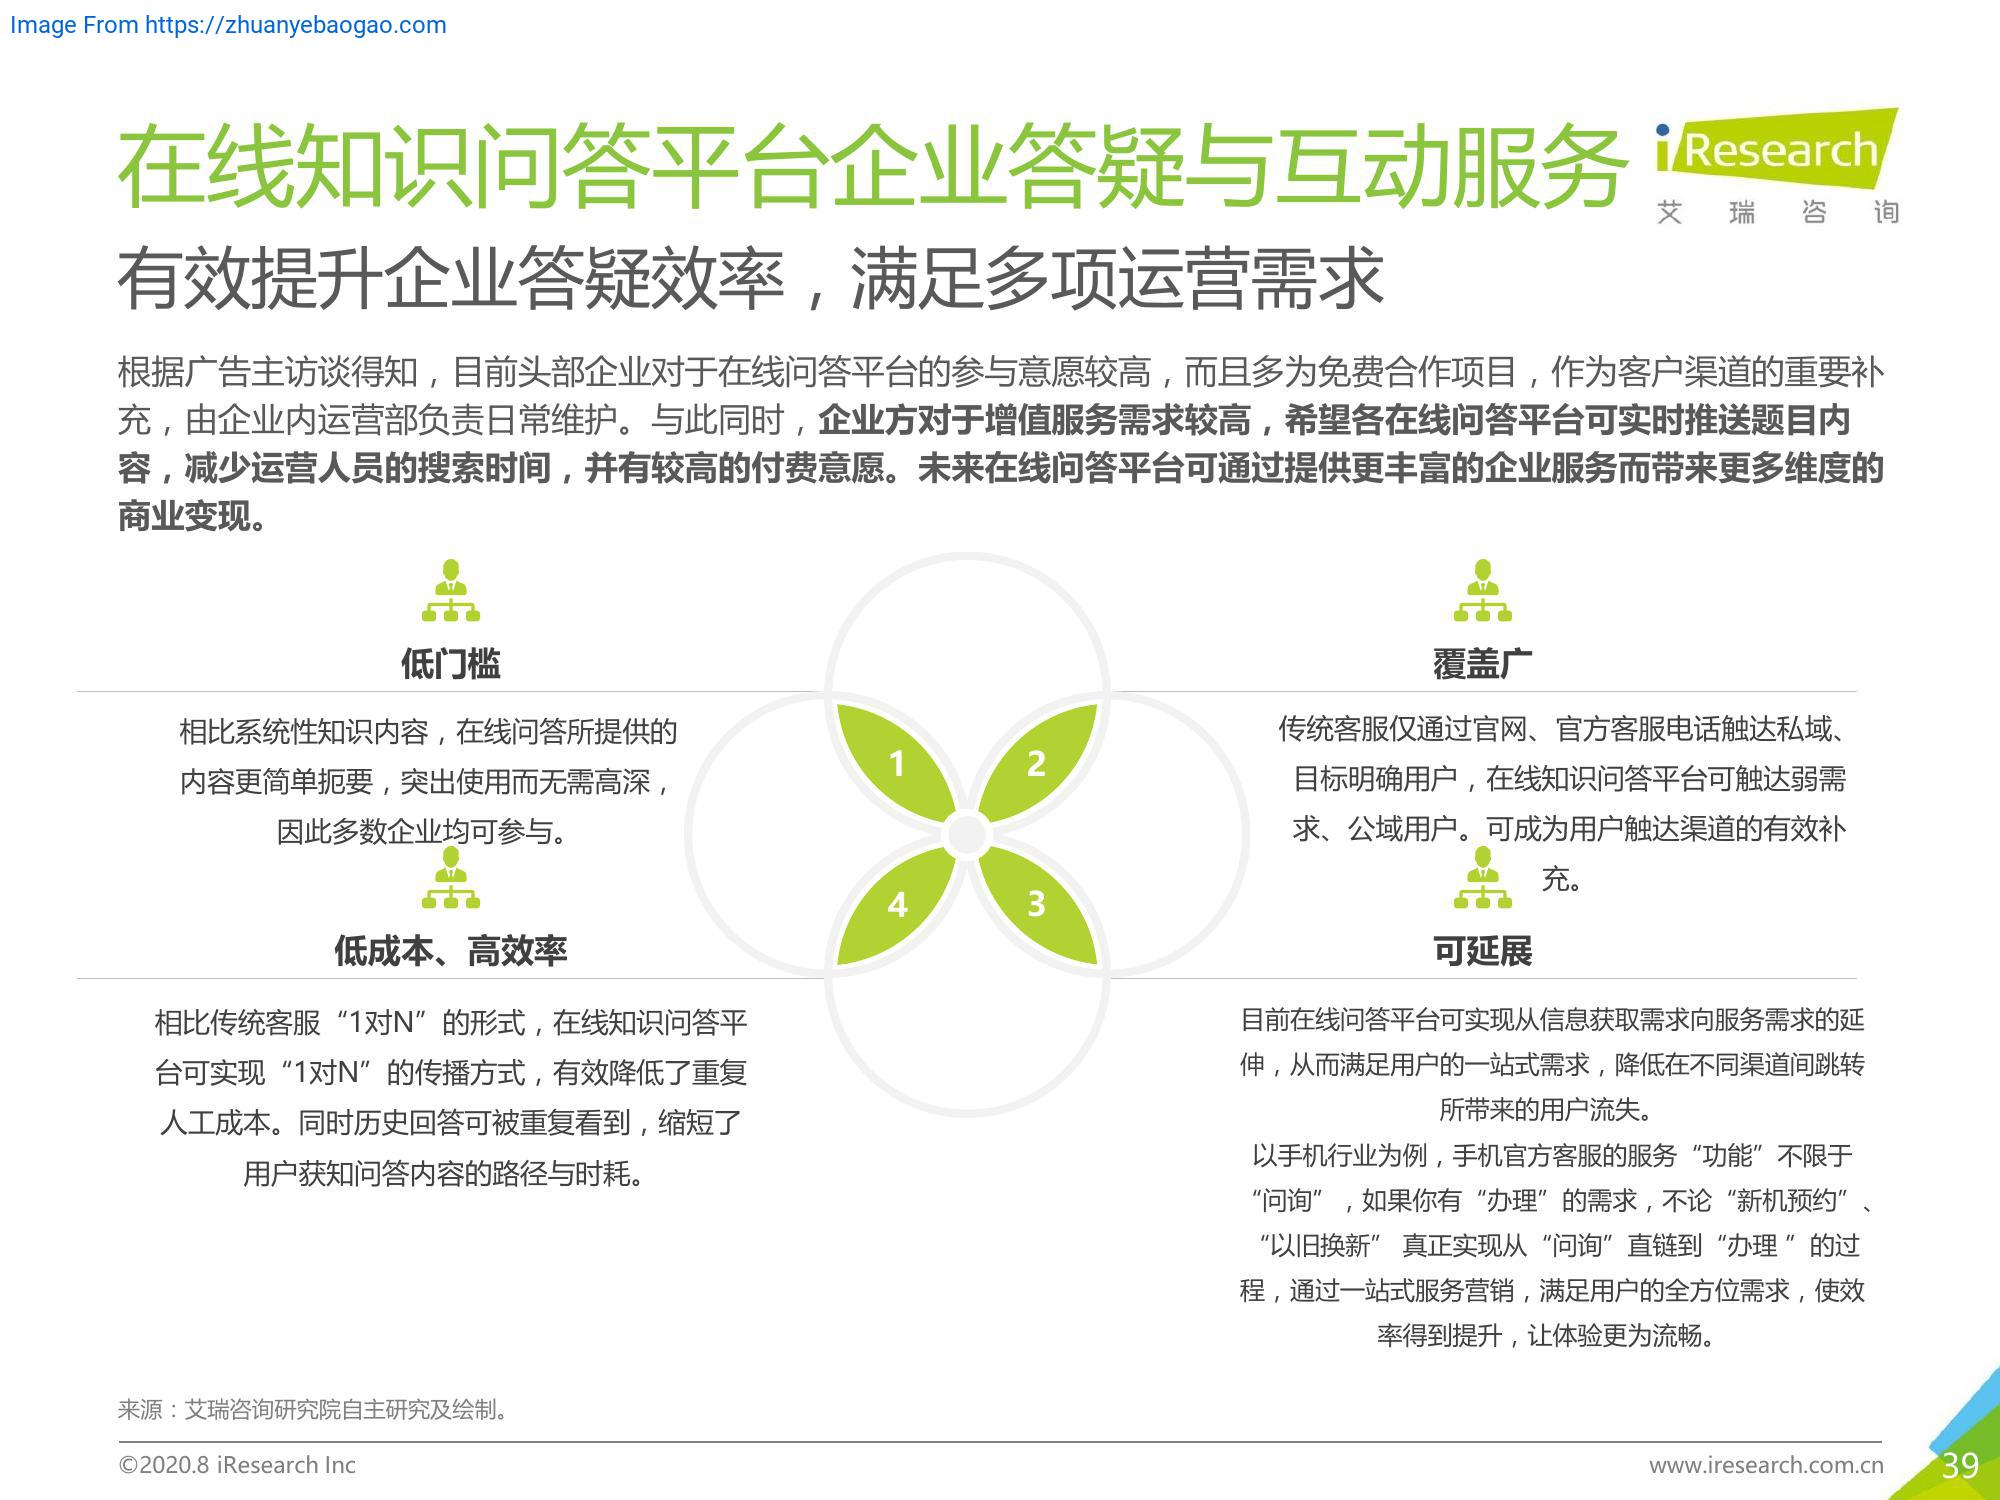 Image From https://zhuanyebaogao.com
在线知识问答平台企业答疑与互动服务
iResearch
艾瑞咨询
有效提升企业答疑效率，满足多项运营需求
根据广告主访谈得知，目前头部企业对于在线问答平台的参与意愿较高，而且多为免费合作项目，作为客户渠道的重要补
充，由企业内运营部负责日常维护。与此同时，企业方对于增值服务需求较高，希望各在线问答平台可实时推送题目内
容，减少运营人员的搜索时间，并有较高的付费意愿。未来在线问答平台可通过提供更丰富的企业服务而带来更多维度的
商业变现。
低门槛
相比系统性知识内容，在线问答所提供的
内容更简单扼要，突出使用而无需高深，
因此多数企业均可参与。
覆盖广
传统客服仅通过官网、官方客服电话触达私域、
目标明确用户，在线知识问答平台可触达弱需
求、公域用户。可成为用户触达渠道的有效补
充。
1
2
4
3
低成本、高效率
相比传统客服“1对N”的形式，在线知识问答平
台可实现“1对N”的传播方式，有效降低了重复
人工成本。同时历史回答可被重复看到，缩短了
用户获知问答内容的路径与时耗。
可延展
目前在线问答平台可实现从信息获取需求向服务需求的延
伸，从而满足用户的一站式需求，降低在不同渠道间跳转
所带来的用户流失。
以手机行业为例，手机官方客服的服务“功能”不限于
“问询”，如果你有“办理”的需求，不论“新机预约”、
“以旧换新” 真正实现从“问询”直链到“办理 ”的过
程，通过一站式服务营销，满足用户的全方位需求，使效
率得到提升，让体验更为流畅。
来源：艾瑞咨询研究院自主研究及绘制。
©2020.8 iResearch Inc
www.iresearch.com.cn
39